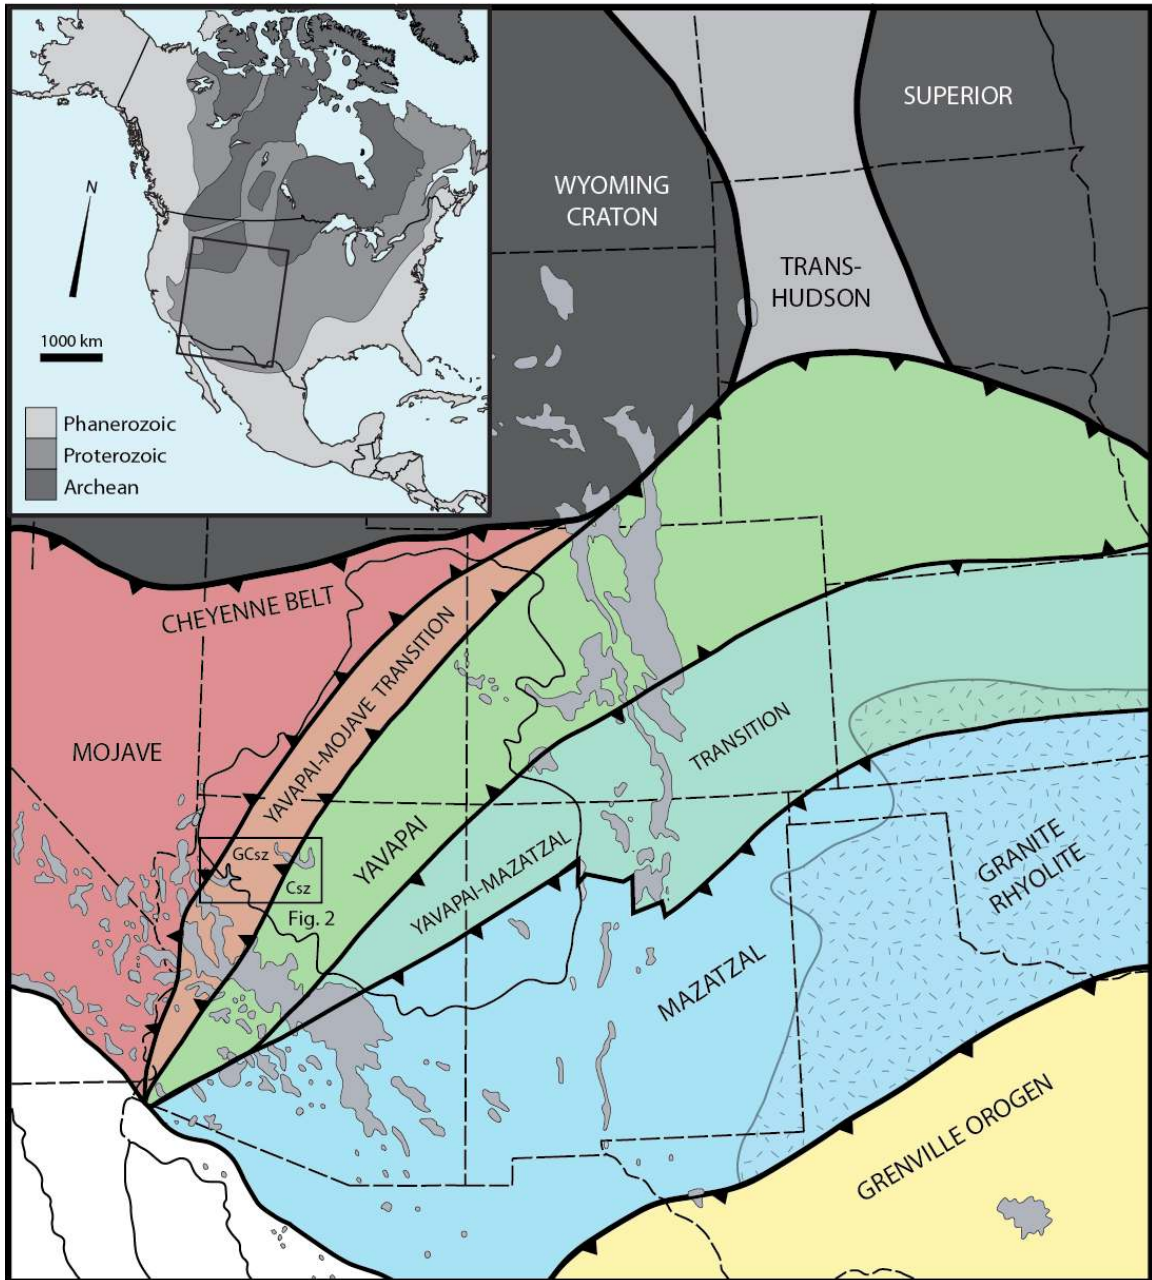 N
1000 km
Phanerozoic
Proterozoic
Archean
SUPERIOR
WYOMING
CRATON
TRANS-
HUDSON
CHEYENNE BELT
YAVAPAI-MOJAVE TRANSITION
MOJAVE
TRANSITION
YAVAPAI
GCsz
Csz
Fig. 2
YAVAPAI-MAZATZAL
GRANITE
RHYOLITE
MAZATZAL
GRENVILLE OROGEN